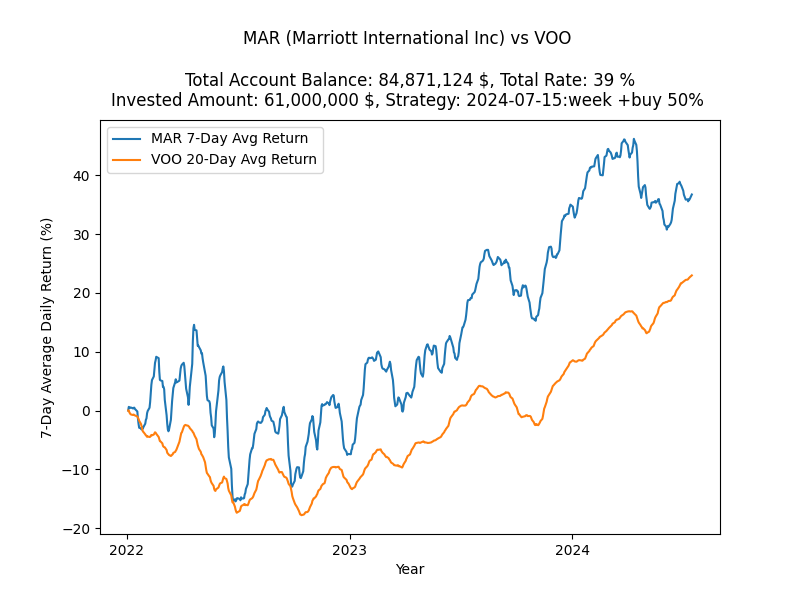 MAR (Marriott International Inc) vs VOO
Total Account Balance: 84,871,124 $, Total Rate: 39 %
Invested Amount: 61,000,000 $, Strategy: 2024-07-15:week +buy 50%
MAR 7-Day Avg Return
VOO 20-Day Avg Return
7-Day Average Daily Return (%)
40
30
20
10
0
−10
−20
2022
2023
2024
Year